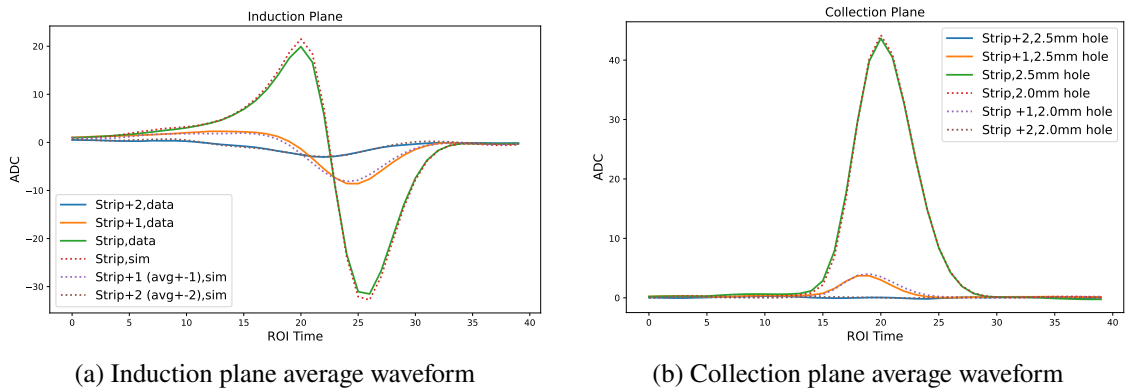 Induction Plane
20
10
0
−10
−20
−30
ADC
Strip+2,data
Strip+1,data
Strip,data
Strip,sim
Strip+1 (avg+-1),sim
Strip+2 (avg+-2),sim
0 5 10 15 20 25 30 35 40
ROI Time
(a) Induction plane average waveform
Collection Plane
40
30
20
10
0
ADC
Strip+2,2.5mm hole
Strip+1,2.5mm hole
Strip,2.5mm hole
Strip,2.0mm hole
Strip +1,2.0mm hole
Strip +2,2.0mm hole
0 5 10 15 20 25 30 35 40
ROI Time
(b) Collection plane average waveform